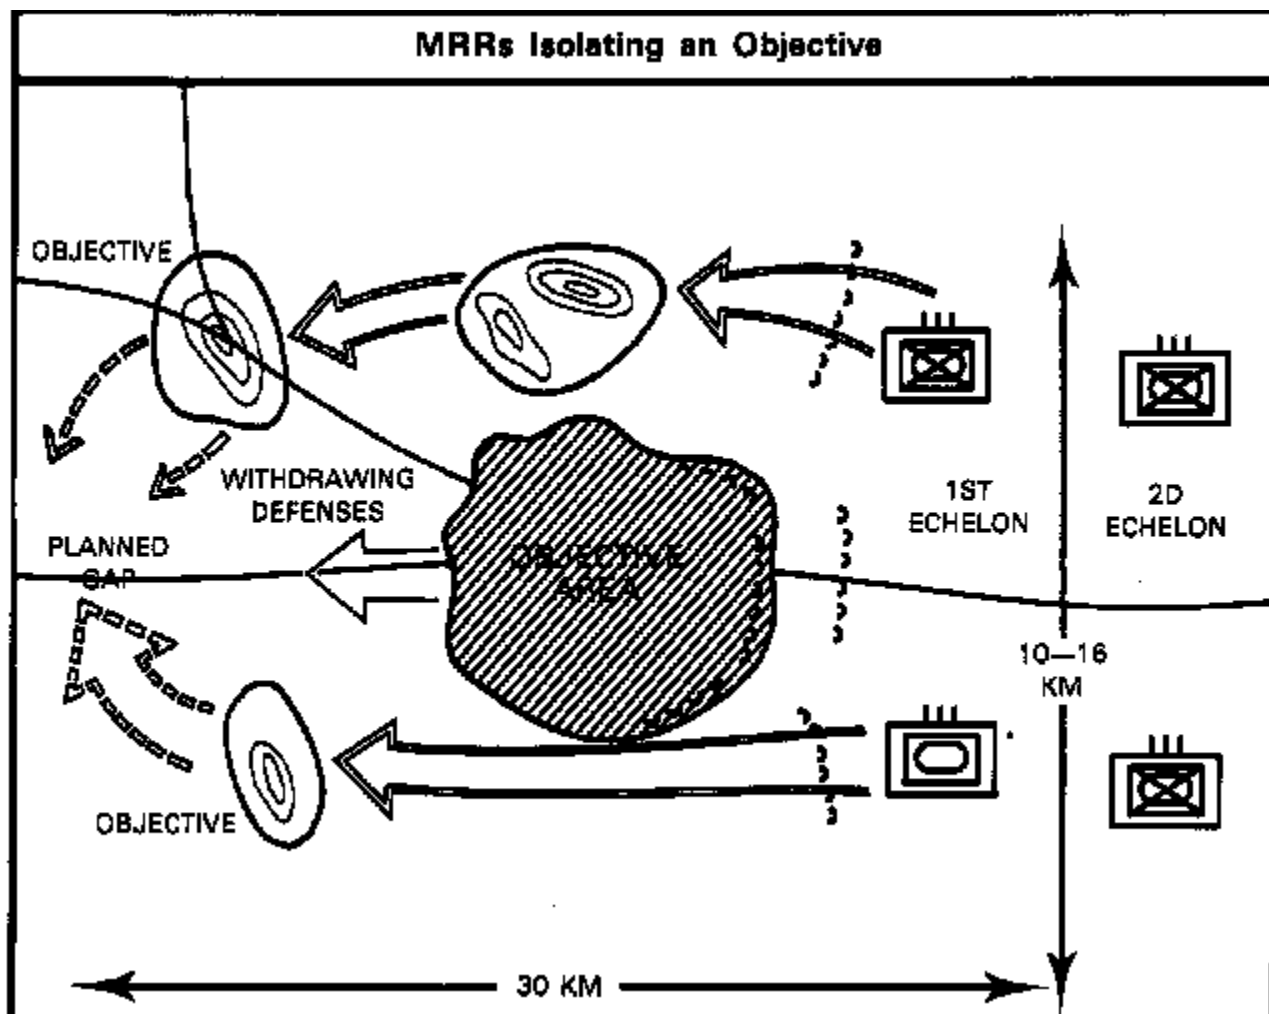 MRRs Isolating an Objective
OBJECTIVE
WITHDRAWING
DEFENSES
PLANNED
GAP
OBJECTIVE
AREA
1ST
ECHELON
2D
ECHELON
10—16
KM
OBJECTIVE
30 KM